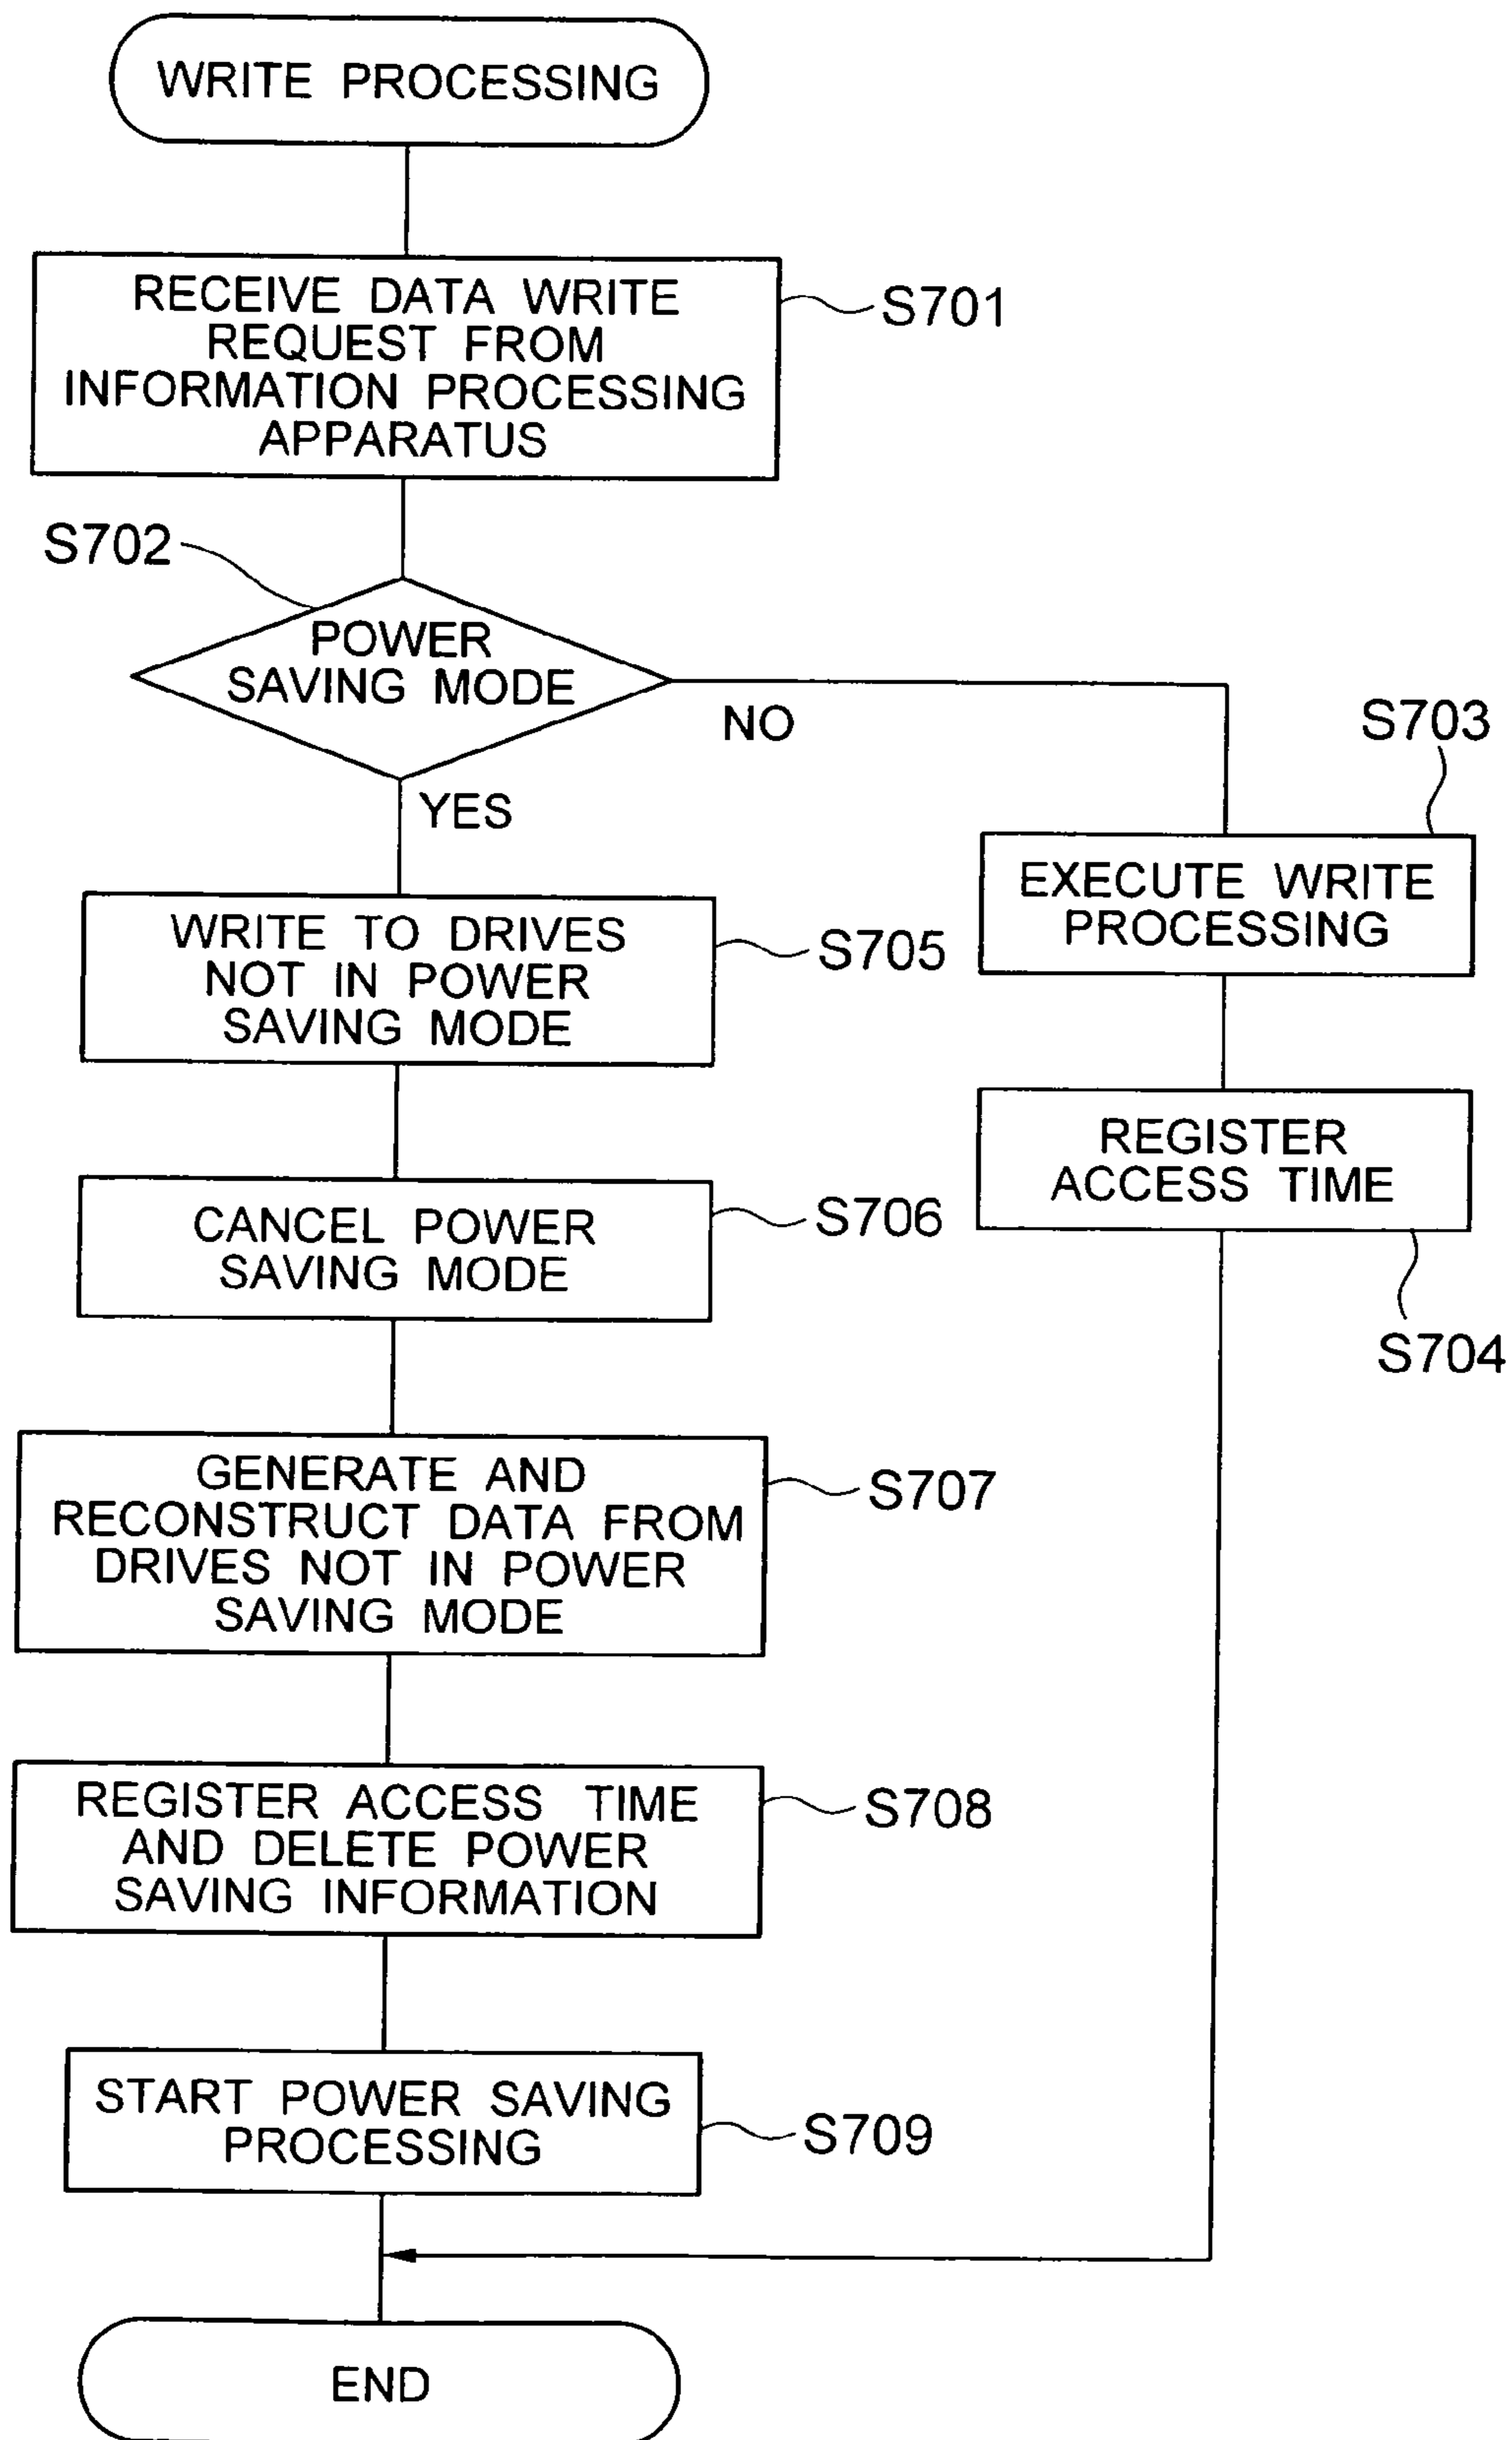 WRITE PROCESSING
RECEIVE DATA WRITE
REQUEST FROM
INFORMATION PROCESSING
APPARATUS
S701
S702
POWER
SAVING MODE
NO
YES
S703
EXECUTE WRITE
PROCESSING
WRITE TO DRIVES
NOT IN POWER
SAVING MODE
S705
REGISTER
ACCESS TIME
S704
CANCEL POWER
SAVING MODE
S706
GENERATE AND
RECONSTRUCT DATA FROM
DRIVES NOT IN POWER
SAVING MODE
S707
REGISTER ACCESS TIME
AND DELETE POWER
SAVING INFORMATION
S708
START POWER SAVING
PROCESSING
S709
END